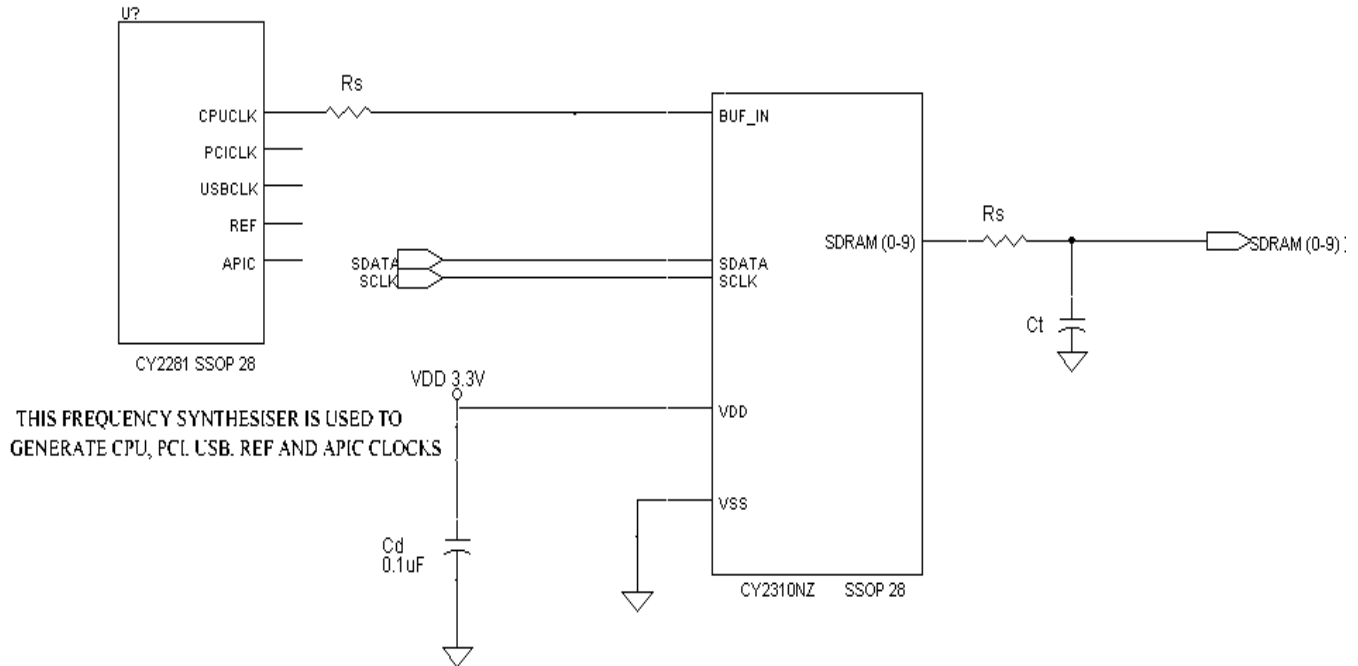 U?
CPUCLK
PCICLK
USBCLK
REF
APIC
CY2281 SSOP 28
Rs
BUF_IN
SDATA
SCLK
SDATA
SCLK
SDRAM (0-9)
Rs
SDRAM (0-9)
Ct
VDD 3.3V
VDD
VSS
THIS FREQUENCY SYNTHESISER IS USED TO
GENERATE CPU, PCI. USB. REF AND APIC CLOCKS
Cd
0.1uF
CY2310NZ SSOP 28